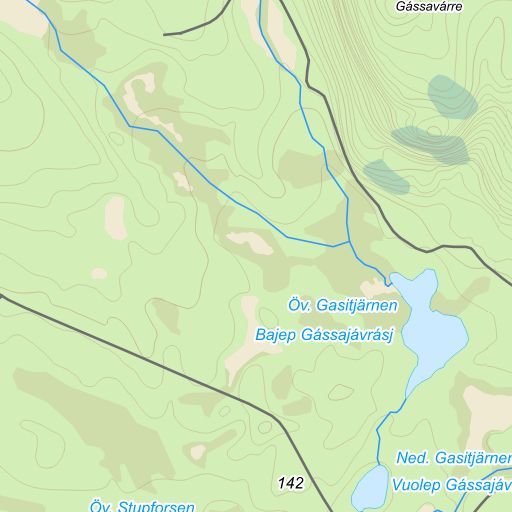 Gássavárre
Öv. Gasitjärnen
Bajep Gássajávrásj
Ned. Gasitjärnen
Vuolep Gássajáv
142
Öv. Stupforsen